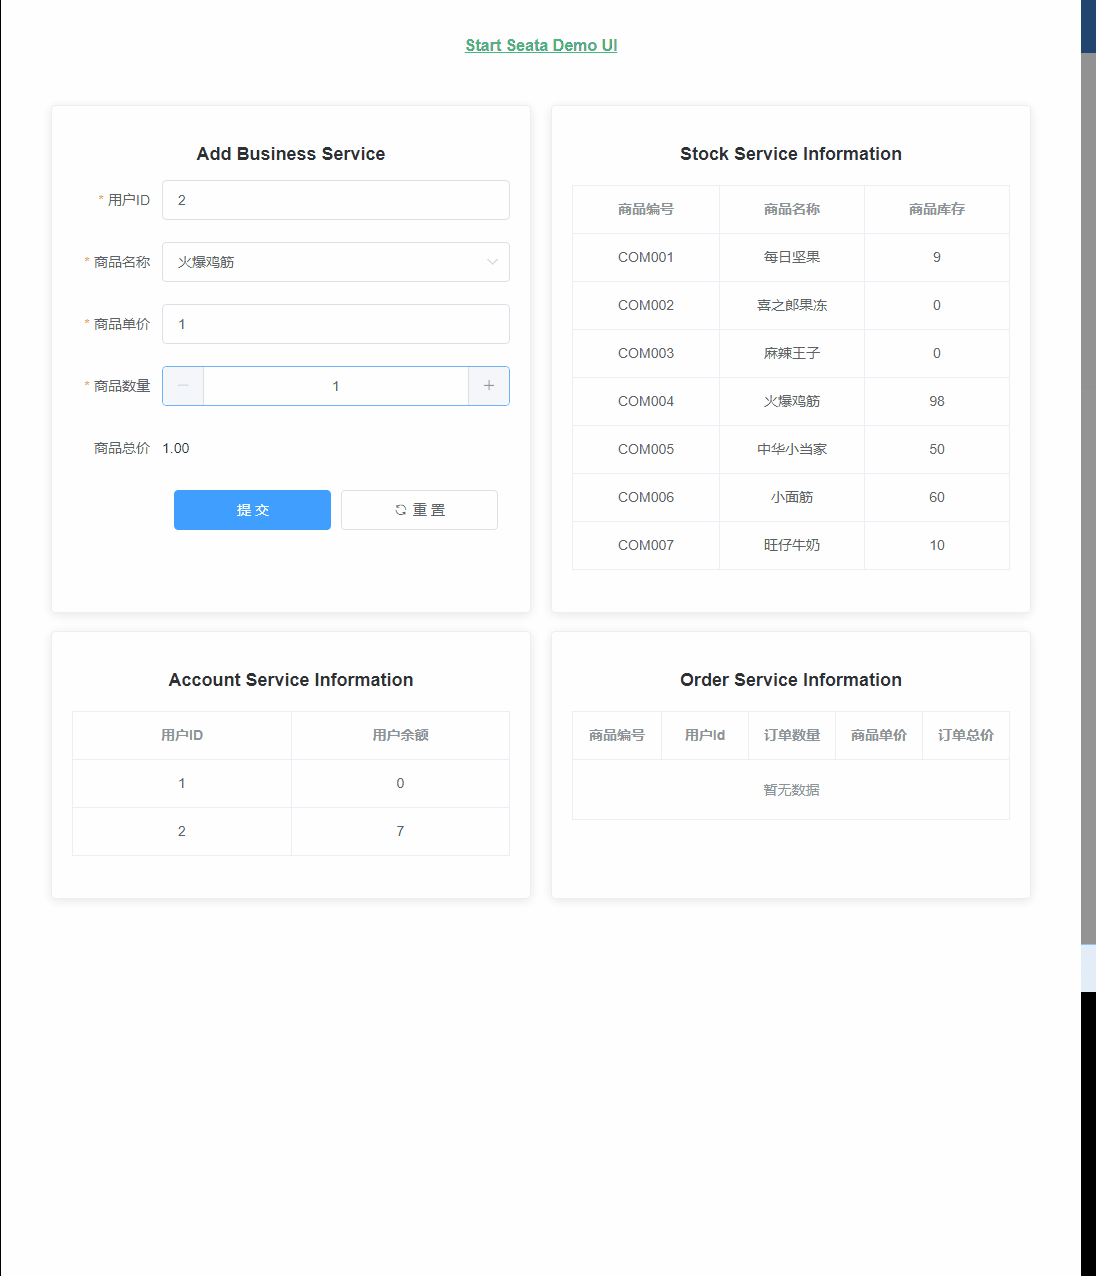 Start Seata Demo UI
Add Business Service
* 用户ID 2
* 商品名称 火爆鸡筋
* 商品单价 1
* 商品数量 － 1 +
商品总价 1.00
提 交 重 置
Stock Service Information
商品编号 商品名称 商品库存
COM001 每日坚果 9
COM002 喜之郎果冻 0
COM003 麻辣王子 0
COM004 火爆鸡筋 98
COM005 中华小当家 50
COM006 小面筋 60
COM007 旺仔牛奶 10
Account Service Information
用户ID 用户余额
1 0
2 7
Order Service Information
商品编号 用户Id 订单数量 商品单价 订单总价
暂无数据